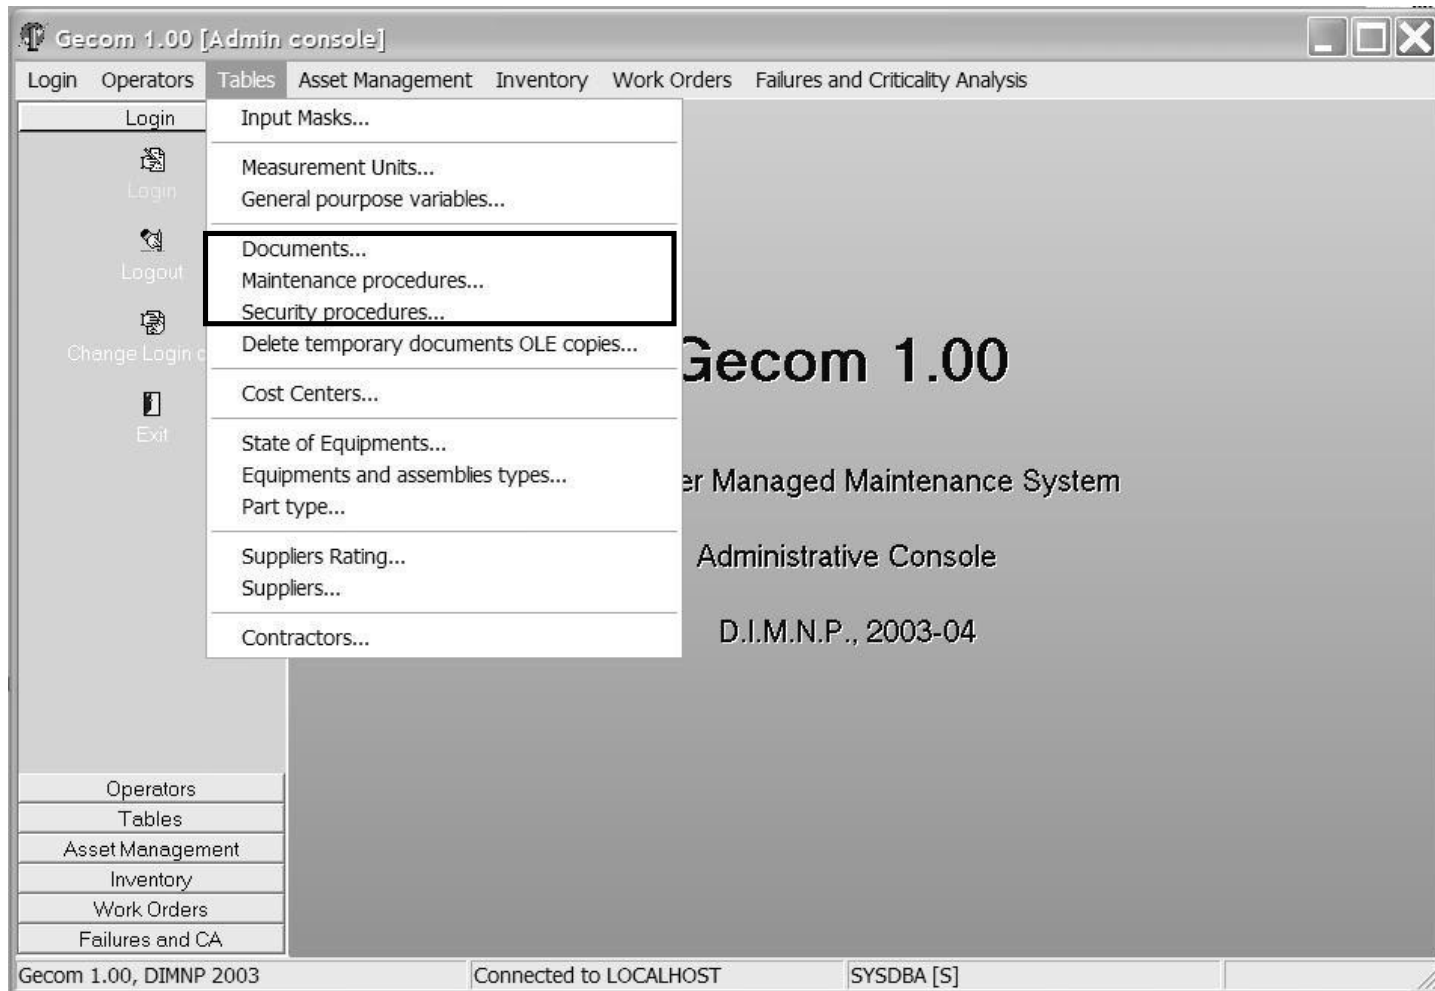 Gecom 1.00 [Admin console]
Login Operators Tables Asset Management Inventory Work Orders Failures and Criticality Analysis
Login
Login
Logout
Change Login
Exit
Input Masks...
Measurement Units...
General pourpose variables...
Documents...
Maintenance procedures...
Security procedures...
Delete temporary documents OLE copies...
Cost Centers...
State of Equipments...
Equipments and assemblies types...
Part type...
Suppliers Rating...
Suppliers...
Contractors...
Gecom 1.00
er Managed Maintenance System
Administrative Console
D.I.M.N.P., 2003-04
Operators
Tables
Asset Management
Inventory
Work Orders
Failures and CA
Gecom 1.00, DIMNP 2003 Connected to LOCALHOST SYSDBA [S]